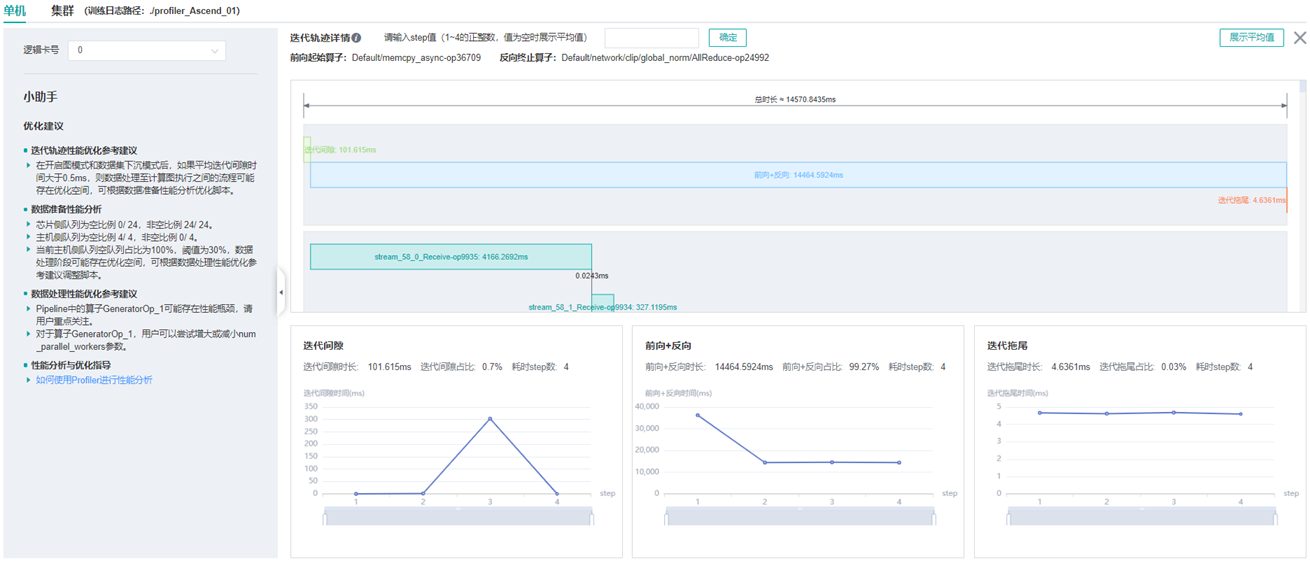 单机 集群 (训练日志路径: ./profiler_Ascend_01)
逻辑卡号 0
小助手
优化建议
迭代轨迹性能优化参考建议
在开启图模式和数据集下沉模式后，如果平均迭代间隙时
间大于0.5ms，则数据处理至计算图执行之间的流程可能
存在优化空间，可根据数据准备性能分析优化脚本。
数据准备性能分析
芯片侧队列为空比例 0/ 24，非空比例 24/ 24。
主机侧队列为空比例 4/ 4，非空比例 0/ 4。
当前主机侧队列空队列占比为100%，阈值为30%，数据
处理阶段可能存在优化空间，可根据数据处理性能优化参
考建议调整脚本。
数据处理性能优化参考建议
Pipeline中的算子GeneratorOp_1可能存在性能瓶颈，请
用户重点关注。
对于算子GeneratorOp_1，用户可以尝试增大或减小num
_parallel_workers参数。
性能分析与优化指导
如何使用Profiler进行性能分析
迭代轨迹详情 请输入step值（1~4的正整数，值为空时展示平均值） 确定 展示平均值
前向起始算子：Default/memcpy_async-op36709 反向终止算子：Default/network/clip/global_norm/AllReduce-op24992
总时长 ≈ 14570.8435ms
迭代间隙: 101.615ms
前向+反向: 14464.5924ms
迭代拖尾: 4.6361ms
stream_58_0_Receive-op9935: 4166.2692ms
0.0243ms
stream_58_1_Receive-op9934: 327.1195ms
迭代间隙
迭代间隙时长: 101.615ms 迭代间隙占比: 0.7% 耗时step数: 4
迭代间隙时间(ms)
350
300
250
200
150
100
50
0
1 2 3 4 step
前向+反向
前向+反向时长: 14464.5924ms 前向+反向占比: 99.27% 耗时step数: 4
前向+反向时间(ms)
40,000
30,000
20,000
10,000
0
1 2 3 4 step
迭代拖尾
迭代拖尾时长: 4.6361ms 迭代拖尾占比: 0.03% 耗时step数: 4
迭代拖尾时间(ms)
5
4
3
2
1
0
1 2 3 4 step